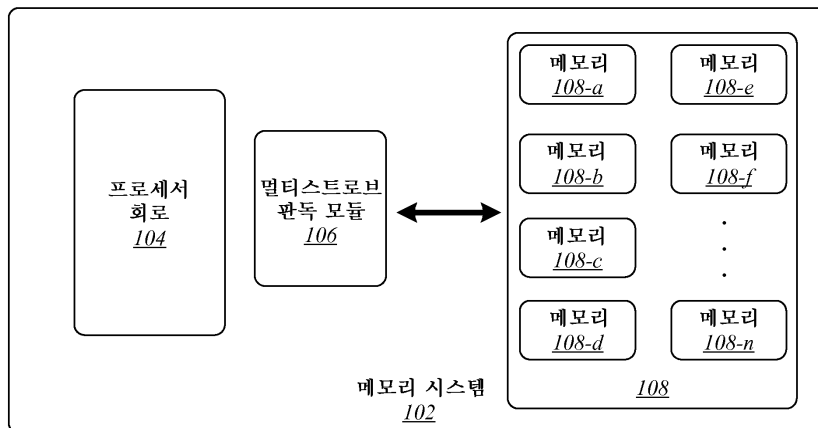 프로세서
회로
104
멀티스트로브
판독 모듈
106
메모리
108-a
메모리
108-e
메모리
108-b
메모리
108-f
메모리
108-c
메모리
108-d
메모리
108-n
108
메모리 시스템
102